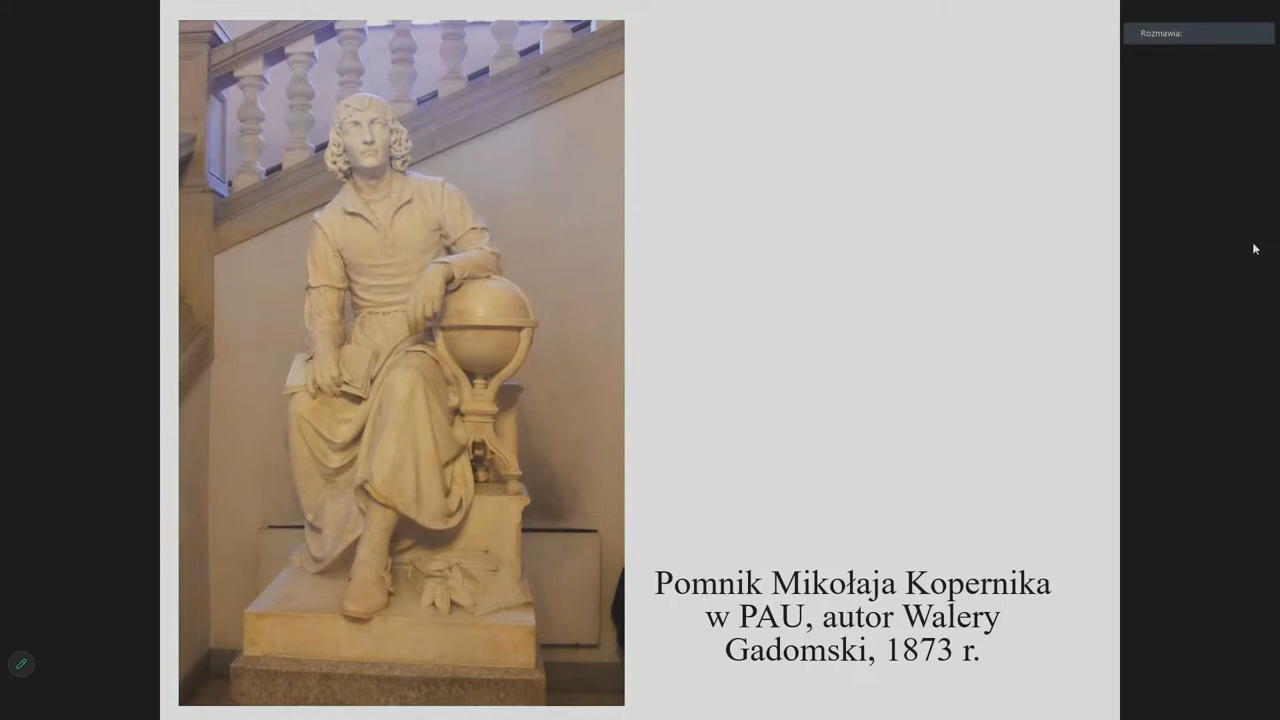 Rozmawia:
Pomnik Mikołaja Kopernika
w PAU, autor Walery
Gadomski, 1873 r.